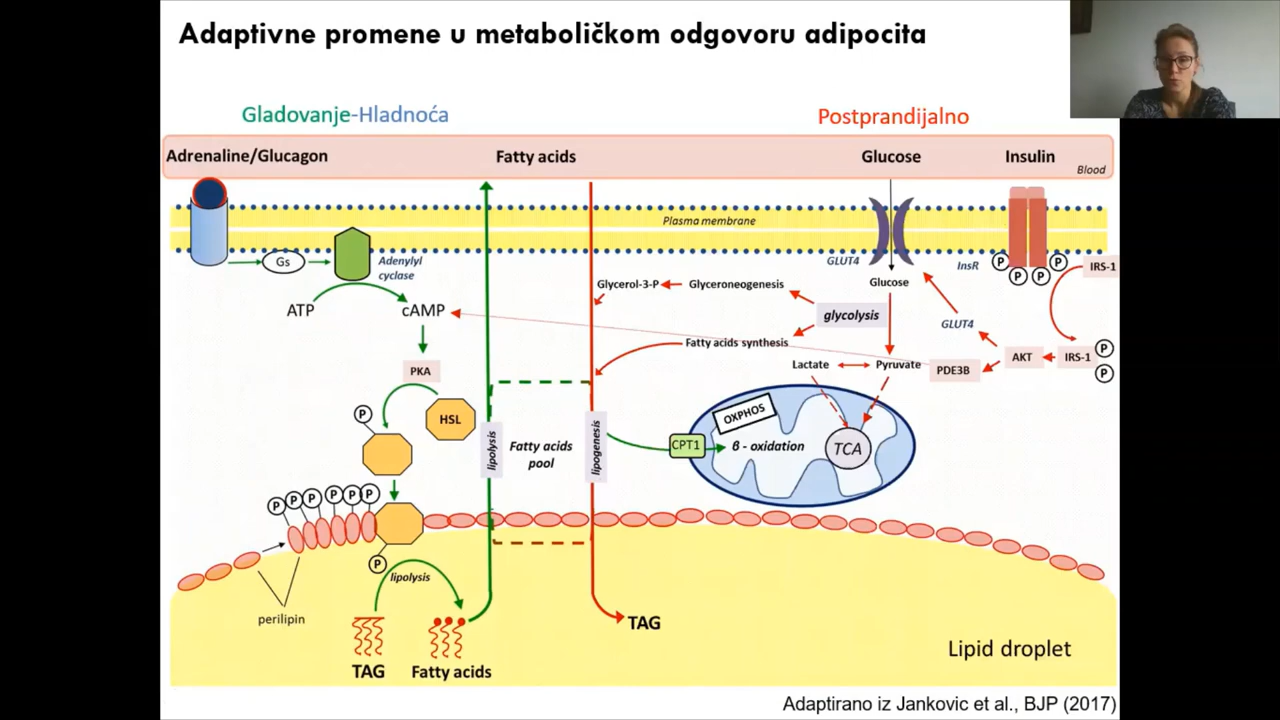 Adaptivne promene u metaboličkom odgovoru adipocita
Gladovanje-Hladnoća
Postprandijalno
Adrenaline/Glucagon
Fatty acids
Glucose
Insulin
Blood
Plasma membrane
Gs
Adenylyl
cyclase
GLUT4
InsR
P
P
P
P
IRS-1
ATP
cAMP
Glycerol-3-P
Glyceroneogenesis
Glucose
glycolysis
GLUT4
Fatty acids synthesis
Lactate
Pyruvate
PDE3B
AKT
IRS-1
P
P
PKA
HSL
P
OXPHOS
lipolysis
Fatty acids
pool
lipogenesis
CPT1
β - oxidation
TCA
P
P
P
P
P
P
P
lipolysis
perilipin
TAG
Fatty acids
TAG
Lipid droplet
Adaptirano iz Jankovic et al., BJP (2017)